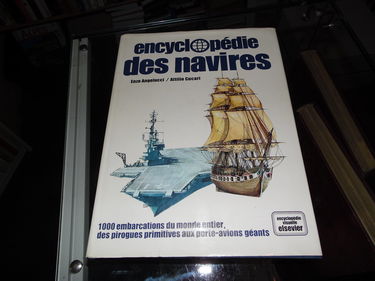 encyclopédie
des navires
Enzo Angelucci / Attilio Cucari
1000 embarcations du monde entier,
des pirogues primitives aux porte-avions géants
encyclopédie
visuelle
elsevier